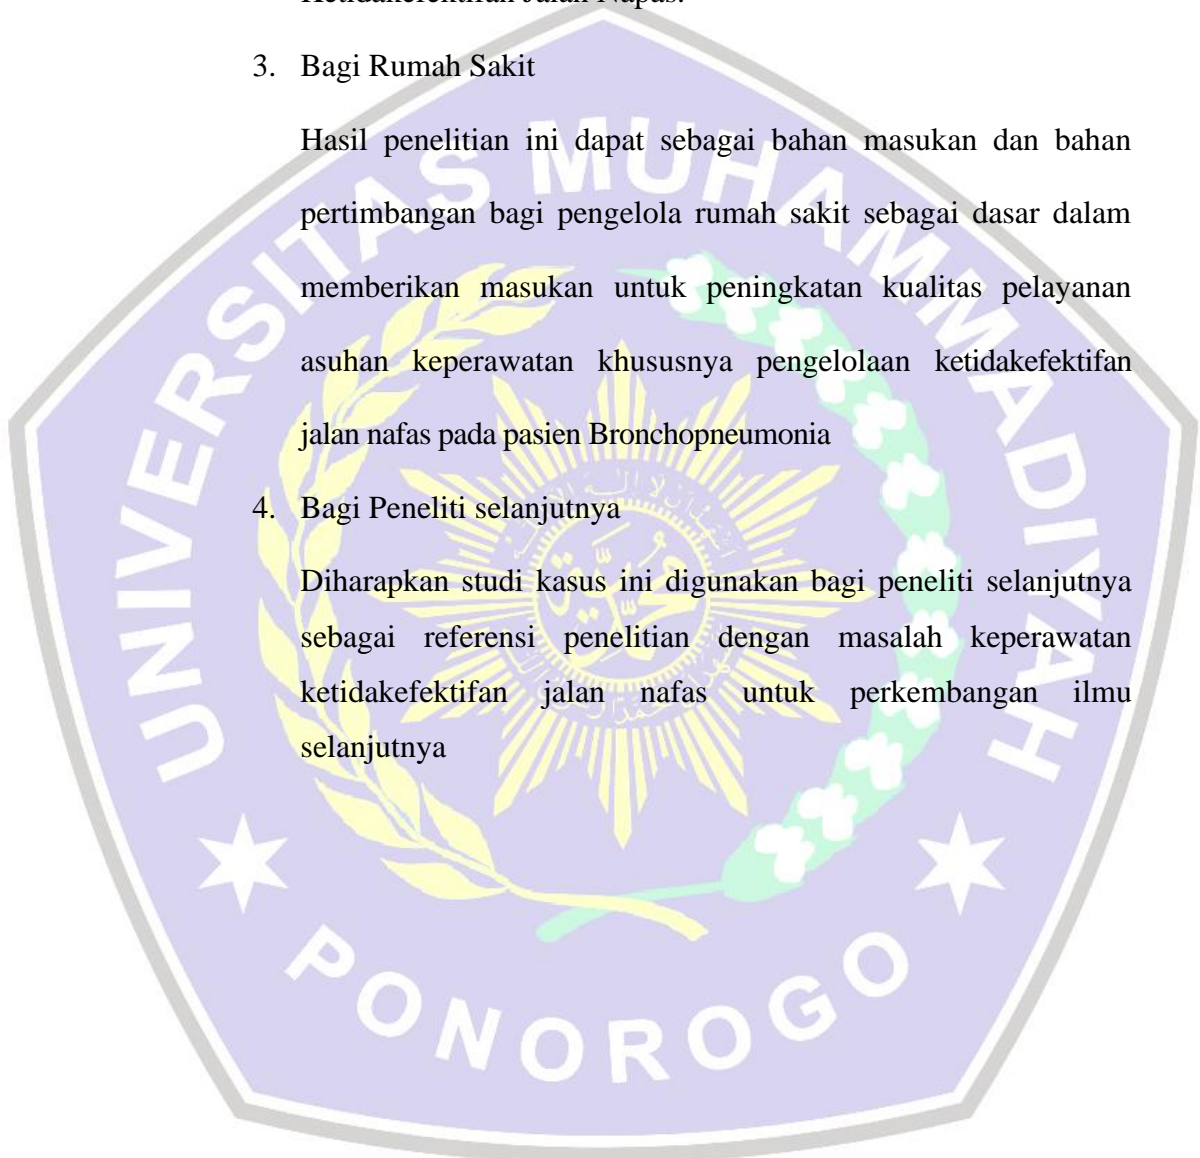 Ketidakefektifan Jalan Napas.
3. Bagi Rumah Sakit
Hasil penelitian ini dapat sebagai bahan masukan dan bahan
pertimbangan bagi pengelola rumah sakit sebagai dasar dalam
memberikan masukan untuk peningkatan kualitas pelayanan
asuhan keperawatan khususnya pengelolaan ketidakefektifan
jalan nafas pada pasien Bronchopneumonia
4. Bagi Peneliti selanjutnya
Diharapkan studi kasus ini digunakan bagi peneliti selanjutnya
sebagai referensi penelitian dengan masalah keperawatan
ketidakefektifan jalan nafas untuk perkembangan ilmu
selanjutnya
UNIVERSITAS MUHAMMADIYAH
PONOROGO